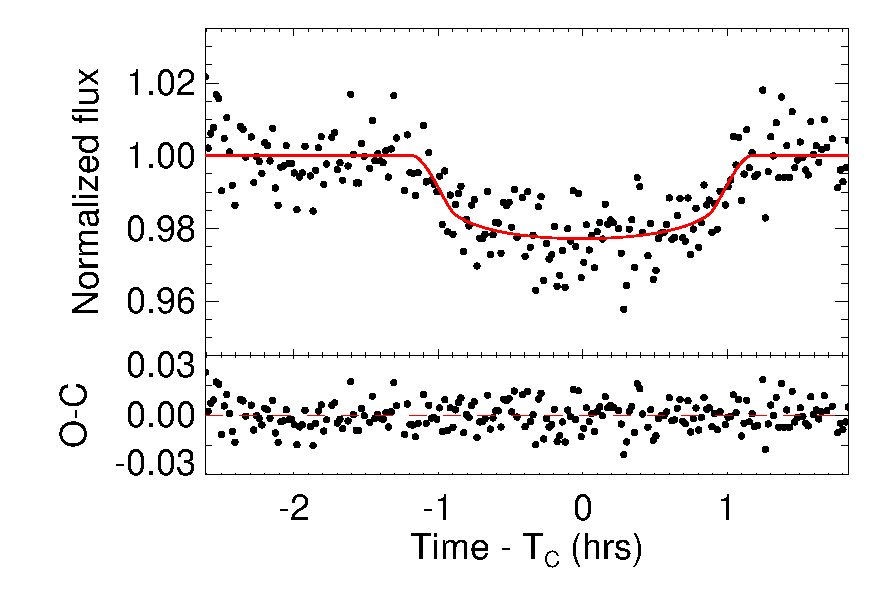 Normalized flux
1.02
1.00
0.98
0.96
O-C
0.03
0.00
-0.03
-2 -1 0 1
Time - T_C (hrs)